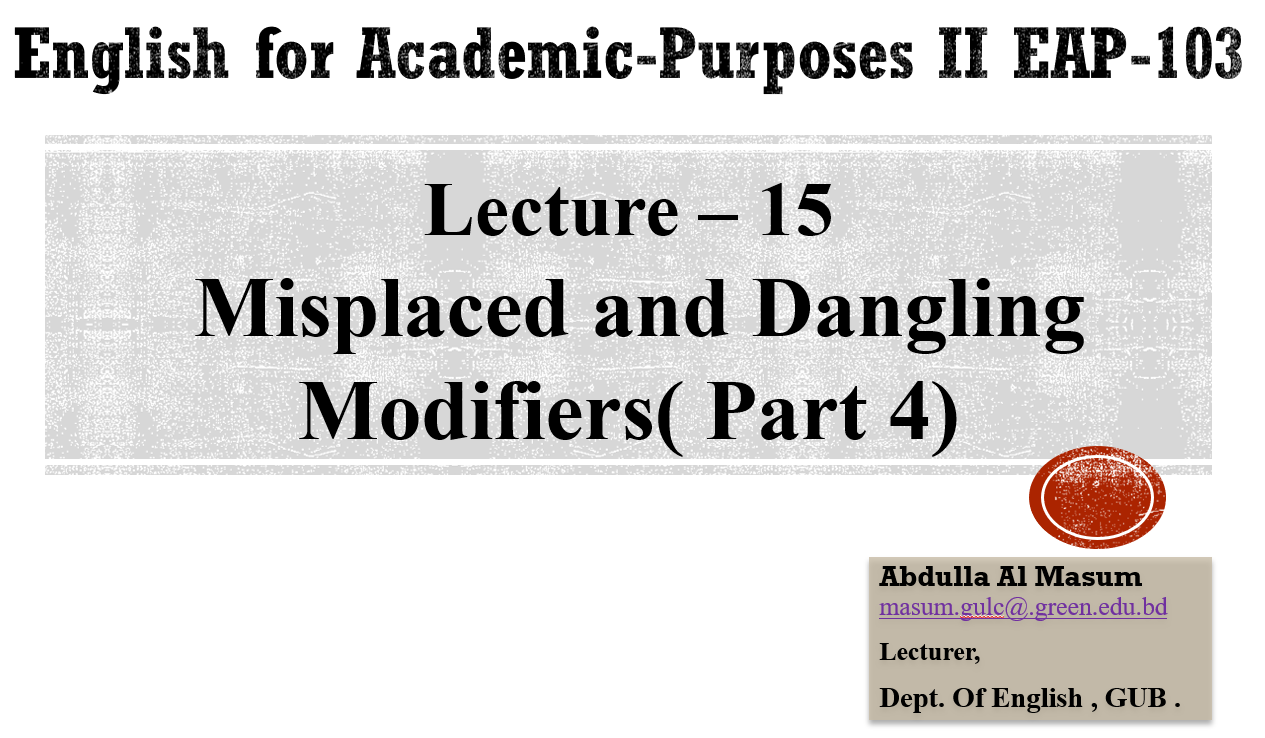 English for Academic-Purposes II EAP-103
Lecture – 15
Misplaced and Dangling
Modifiers( Part 4)
Abdulla Al Masum
masum.gulc@.green.edu.bd
Lecturer,
Dept. Of English , GUB .